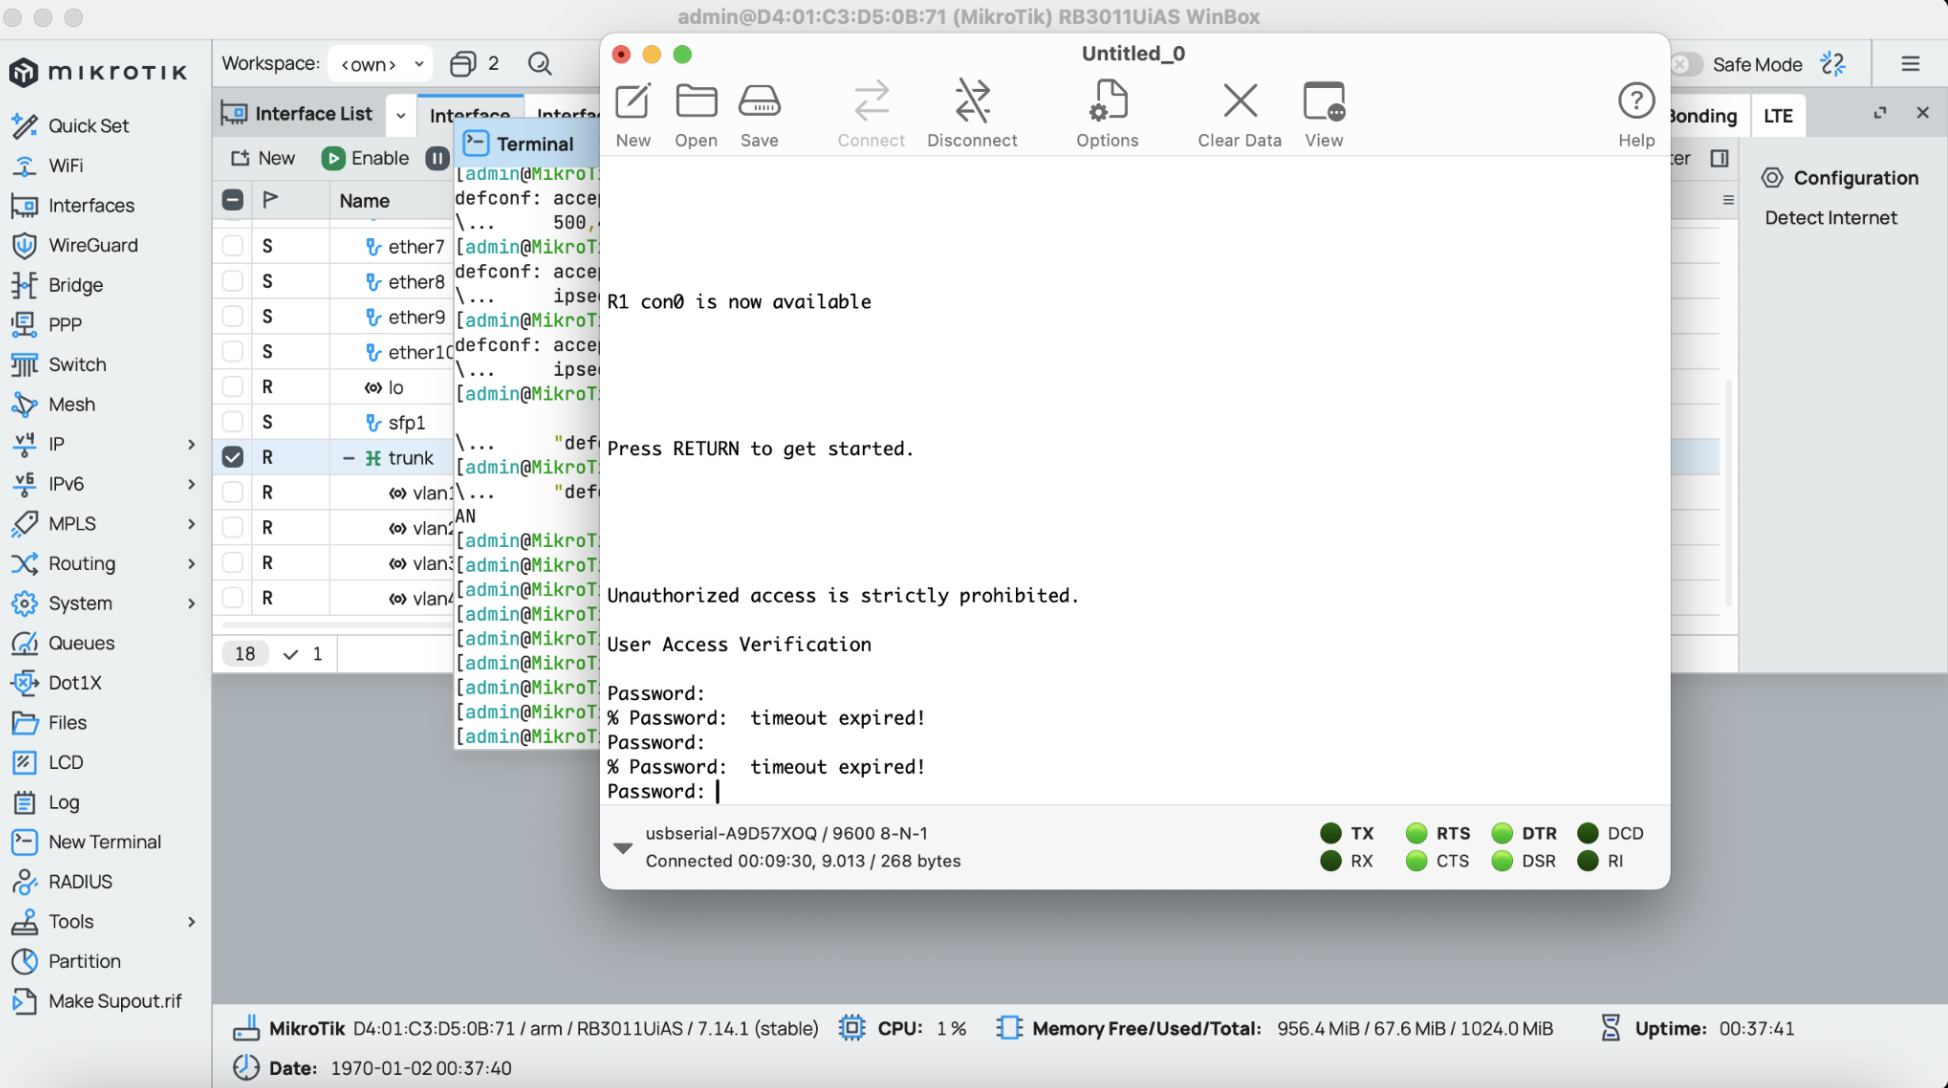 admin@D4:01:C3:D5:0B:71 (MikroTik) RB3011UiAS WinBox
MikroTik
Quick Set
WiFi
Interfaces
WireGuard
Bridge
PPP
Switch
Mesh
IP
IPv6
MPLS
Routing
System
Queues
Dot1X
Files
LCD
Log
New Terminal
RADIUS
Tools
Partition
Make Supout.rif
Workspace: <own> 2
Safe Mode
Interface List
Interface
Bonding LTE
New Enable
Name
S ether7
S ether8
S ether9
S ether10
R lo
S sfp1
R trunk
R vlan1
R vlan2
R vlan3
R vlan4
18 1
Configuration
Detect Internet
Terminal
[admin@MikroT
defconf:
\... 500,
[admin@MikroT
defconf:
\...
[admin@MikroT
defconf:
\...
[admin@MikroT
\...
[admin@MikroT
\...
AN
[admin@MikroT
[admin@MikroT
[admin@MikroT
[admin@MikroT
[admin@MikroT
[admin@MikroT
[admin@MikroT
[admin@MikroT
[admin@MikroT
Untitled_0
New Open Save Connect Disconnect Options Clear Data View Help
R1 con0 is now available
Press RETURN to get started.
Unauthorized access is strictly prohibited.
User Access Verification
Password:
% Password:  timeout expired!
Password:
% Password:  timeout expired!
Password:
usbserial-A9D57XOQ / 9600 8-N-1
Connected 00:09:30, 9.013 / 268 bytes
TX RTS DTR DCD
RX CTS DSR RI
MikroTik D4:01:C3:D5:0B:71 / arm / RB3011UiAS / 7.14.1 (stable) CPU: 1 % Memory Free/Used/Total: 956.4 MiB / 67.6 MiB / 1024.0 MiB Uptime: 00:37:41
Date: 1970-01-02 00:37:40